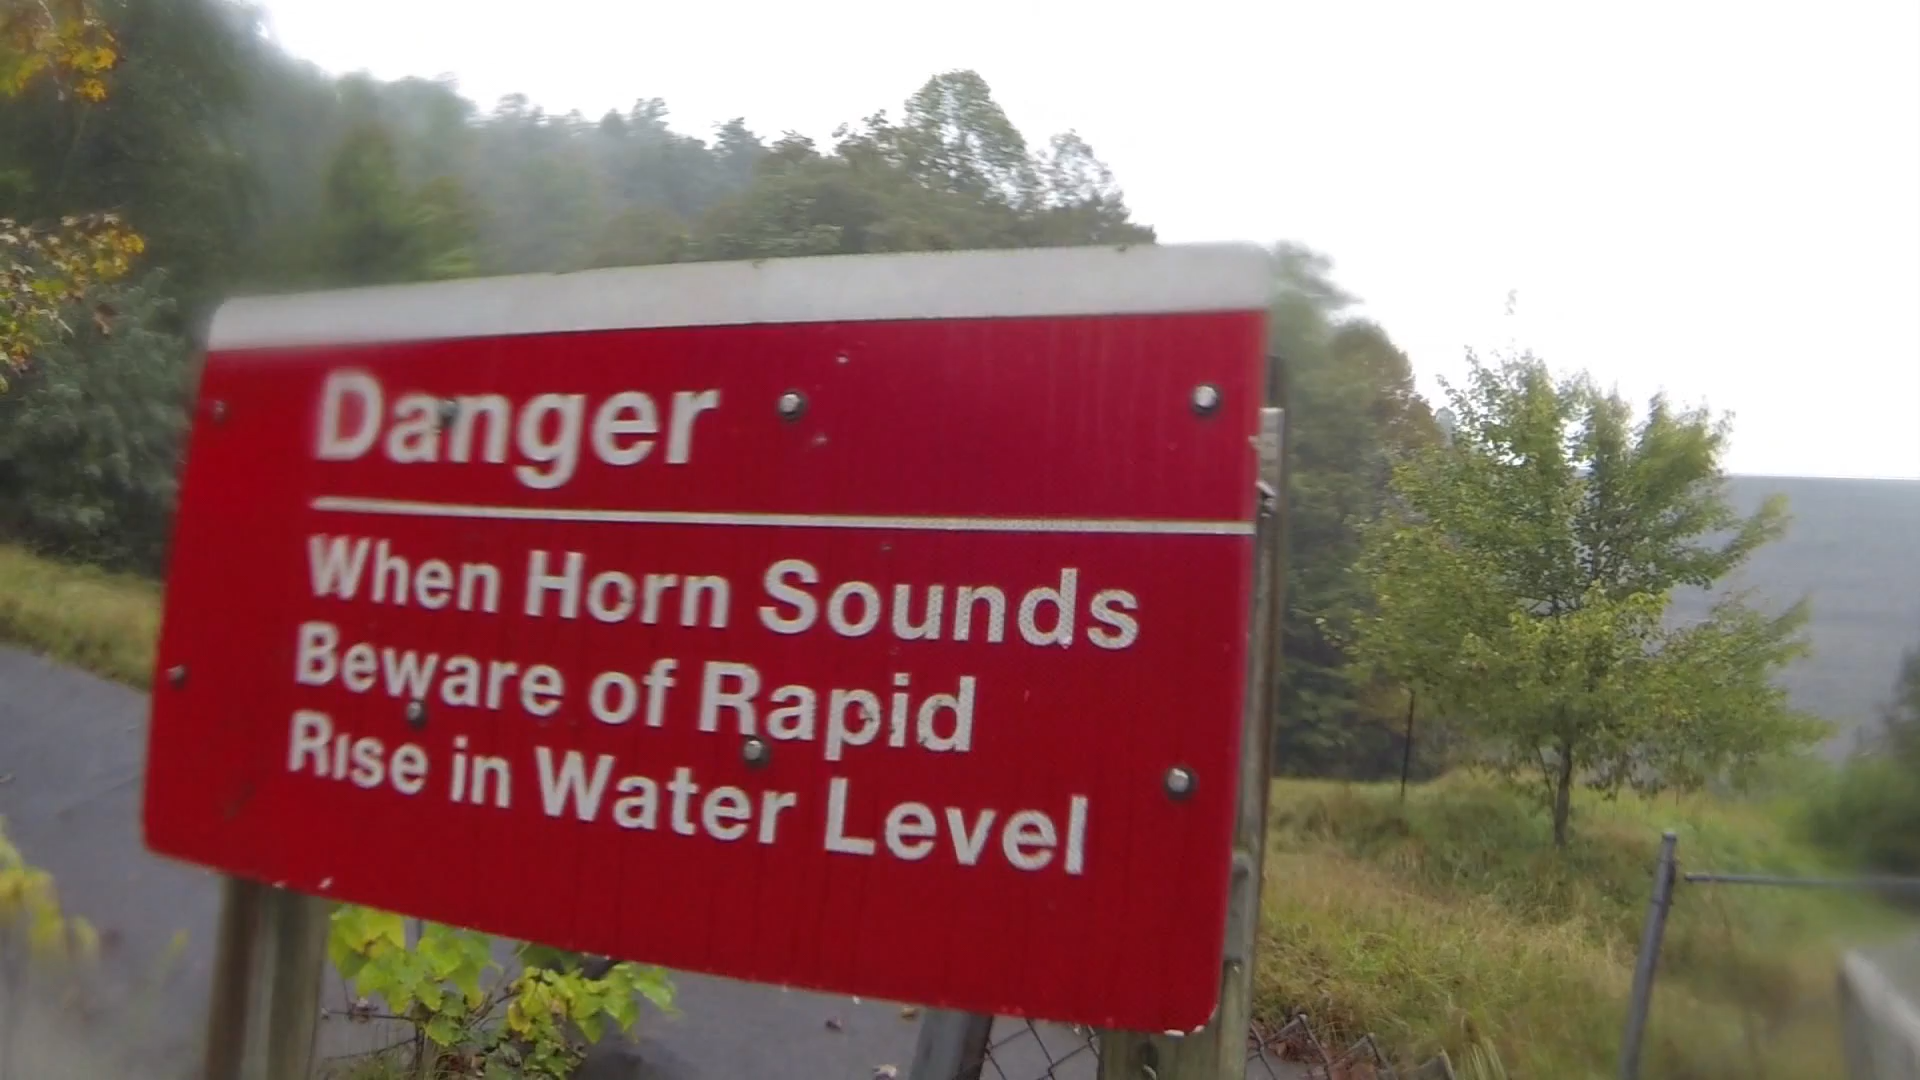 Danger
When Horn Sounds
Beware of Rapid
Rise in Water Level